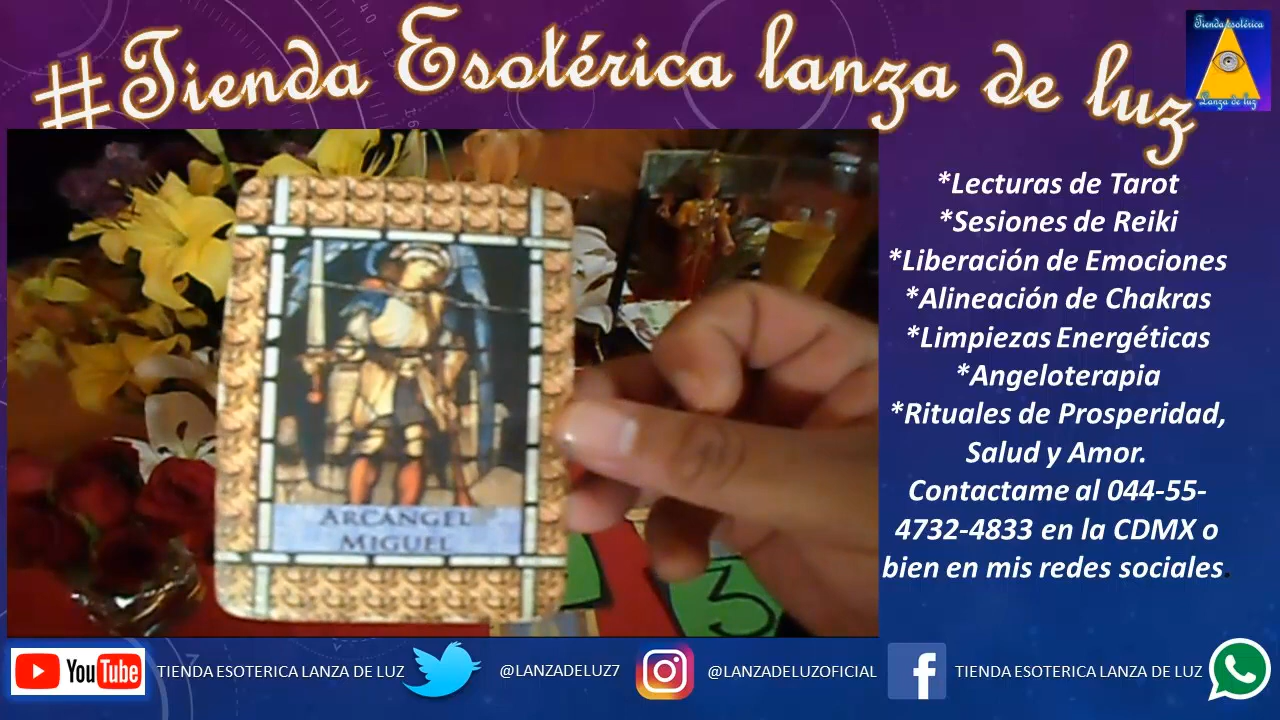 #Tienda Esotérica lanza de luz
Tienda esotérica
Lanza de luz
*Lecturas de Tarot
*Sesiones de Reiki
*Liberación de Emociones
*Alineación de Chakras
*Limpiezas Energéticas
*Angeloterapia
*Rituales de Prosperidad,
Salud y Amor.
Contactame al 044-55-
4732-4833 en la CDMX o
bien en mis redes sociales.
ARCANGEL
MIGUEL
3
YouTube TIENDA ESOTERICA LANZA DE LUZ @LANZADELUZ7 @LANZADELUZOFICIAL f TIENDA ESOTERICA LANZA DE LUZ